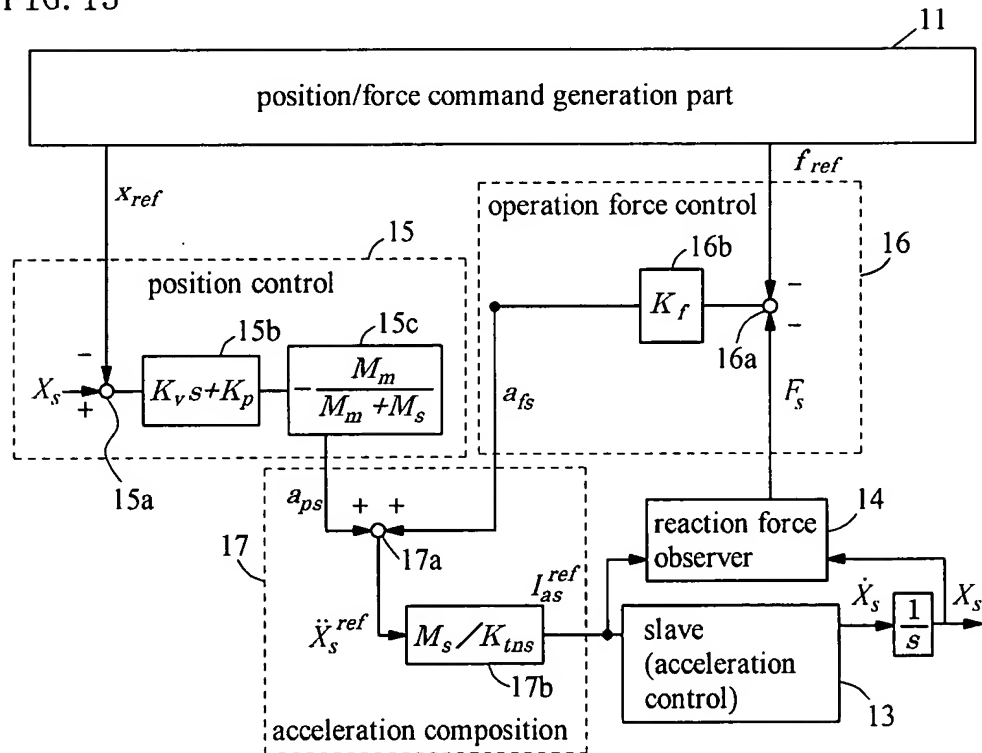 FIG. 13
11
position/force command generation part
x_ref
f_ref
operation force control
15
16b
16
position control
K_f
-
15b
15c
16a
-
-
X_s
+
K_v s+K_p
- M_m / M_m +M_s
a_fs
F_s
15a
a_ps
+ +
14
reaction force
observer
17
17a
I_as^ref
Ẋ_s
X_s
Ẍ_s^ref
M_s /K_tns
slave
(acceleration
control)
1/s
17b
13
acceleration composition